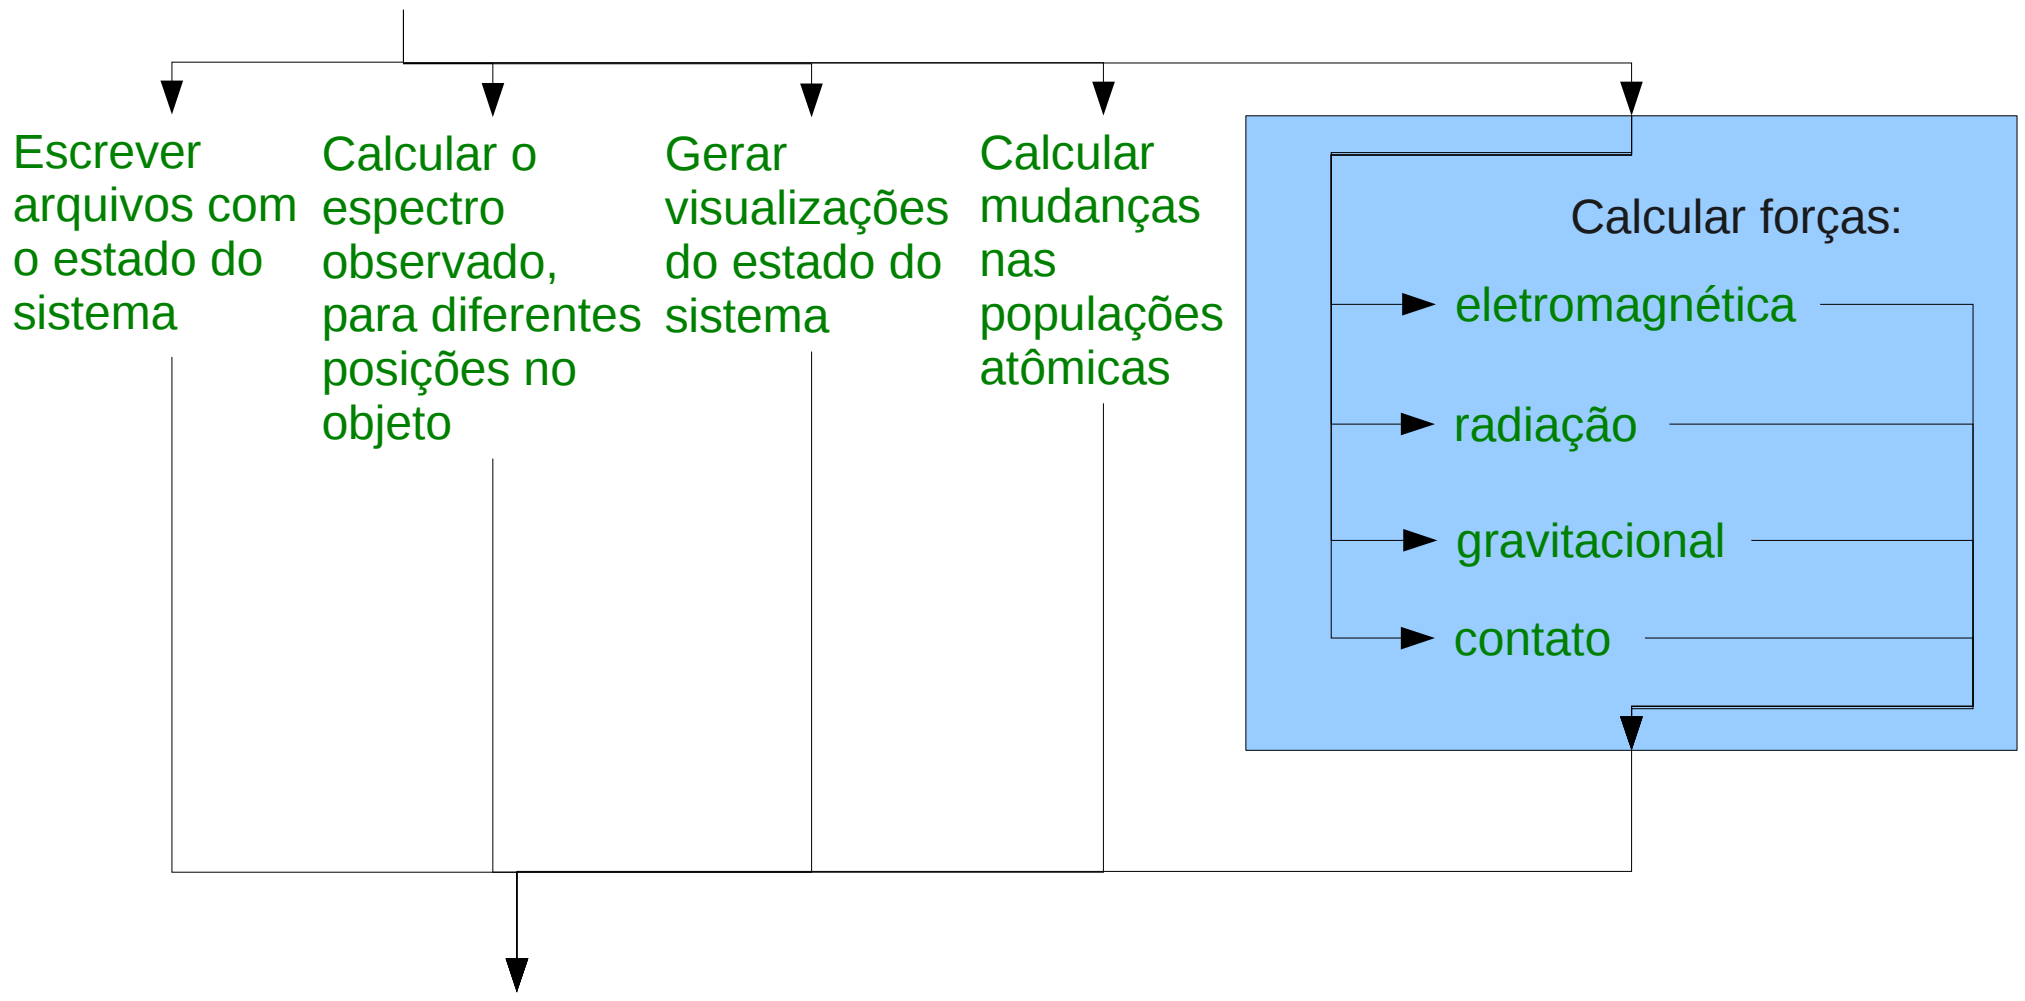 Escrever
arquivos com
o estado do
sistema
Calcular o
espectro
observado,
para diferentes
posições no
objeto
Gerar
visualizações
do estado do
sistema
Calcular
mudanças
nas
populações
atômicas
Calcular forças:
eletromagnética
radiação
gravitacional
contato